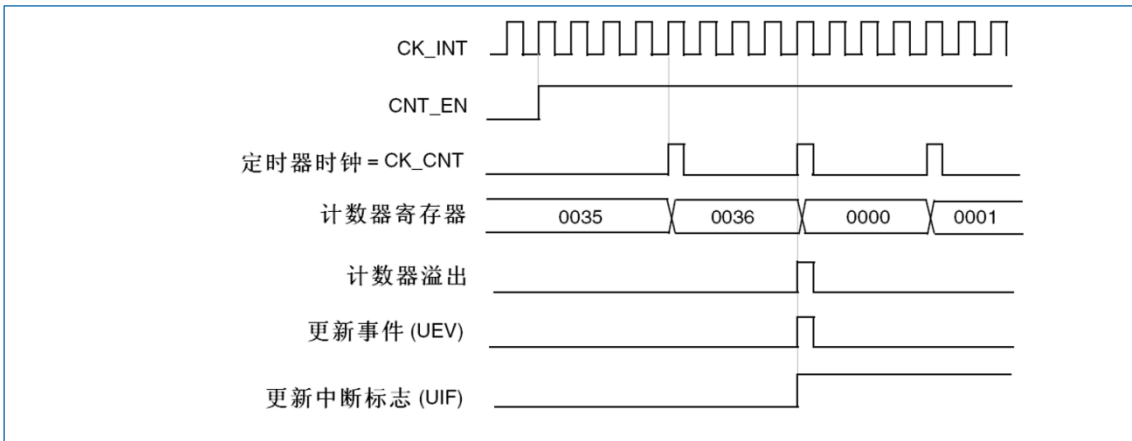 CK_INT
CNT_EN
定时器时钟 = CK_CNT
计数器寄存器 0035 0036 0000 0001
计数器溢出
更新事件 (UEV)
更新中断标志 (UIF)